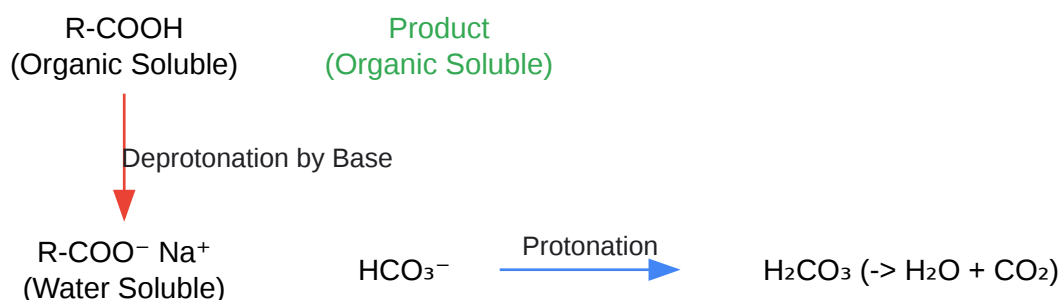 R-COOH
(Organic Soluble)
Product
(Organic Soluble)
Deprotonation by Base
R-COO⁻ Na⁺
(Water Soluble)
HCO₃⁻
Protonation
H₂CO₃ (-> H₂O + CO₂)